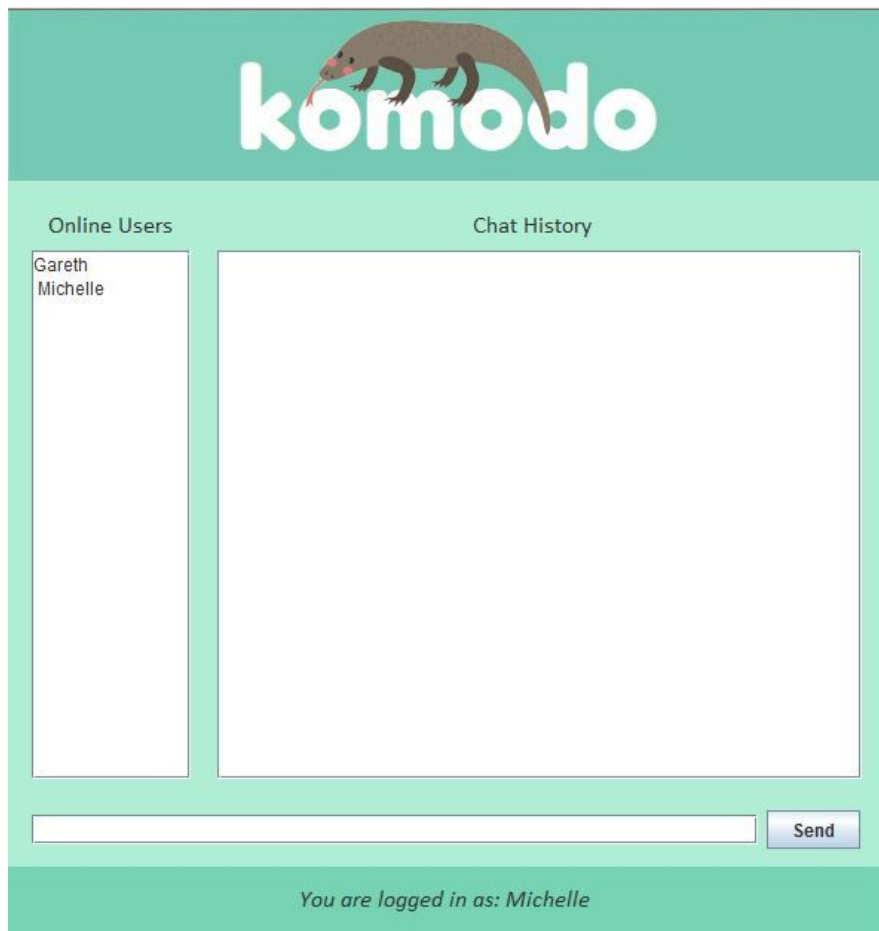 komodo
Online Users
Chat History
Gareth
Michelle
Send
You are logged in as: Michelle